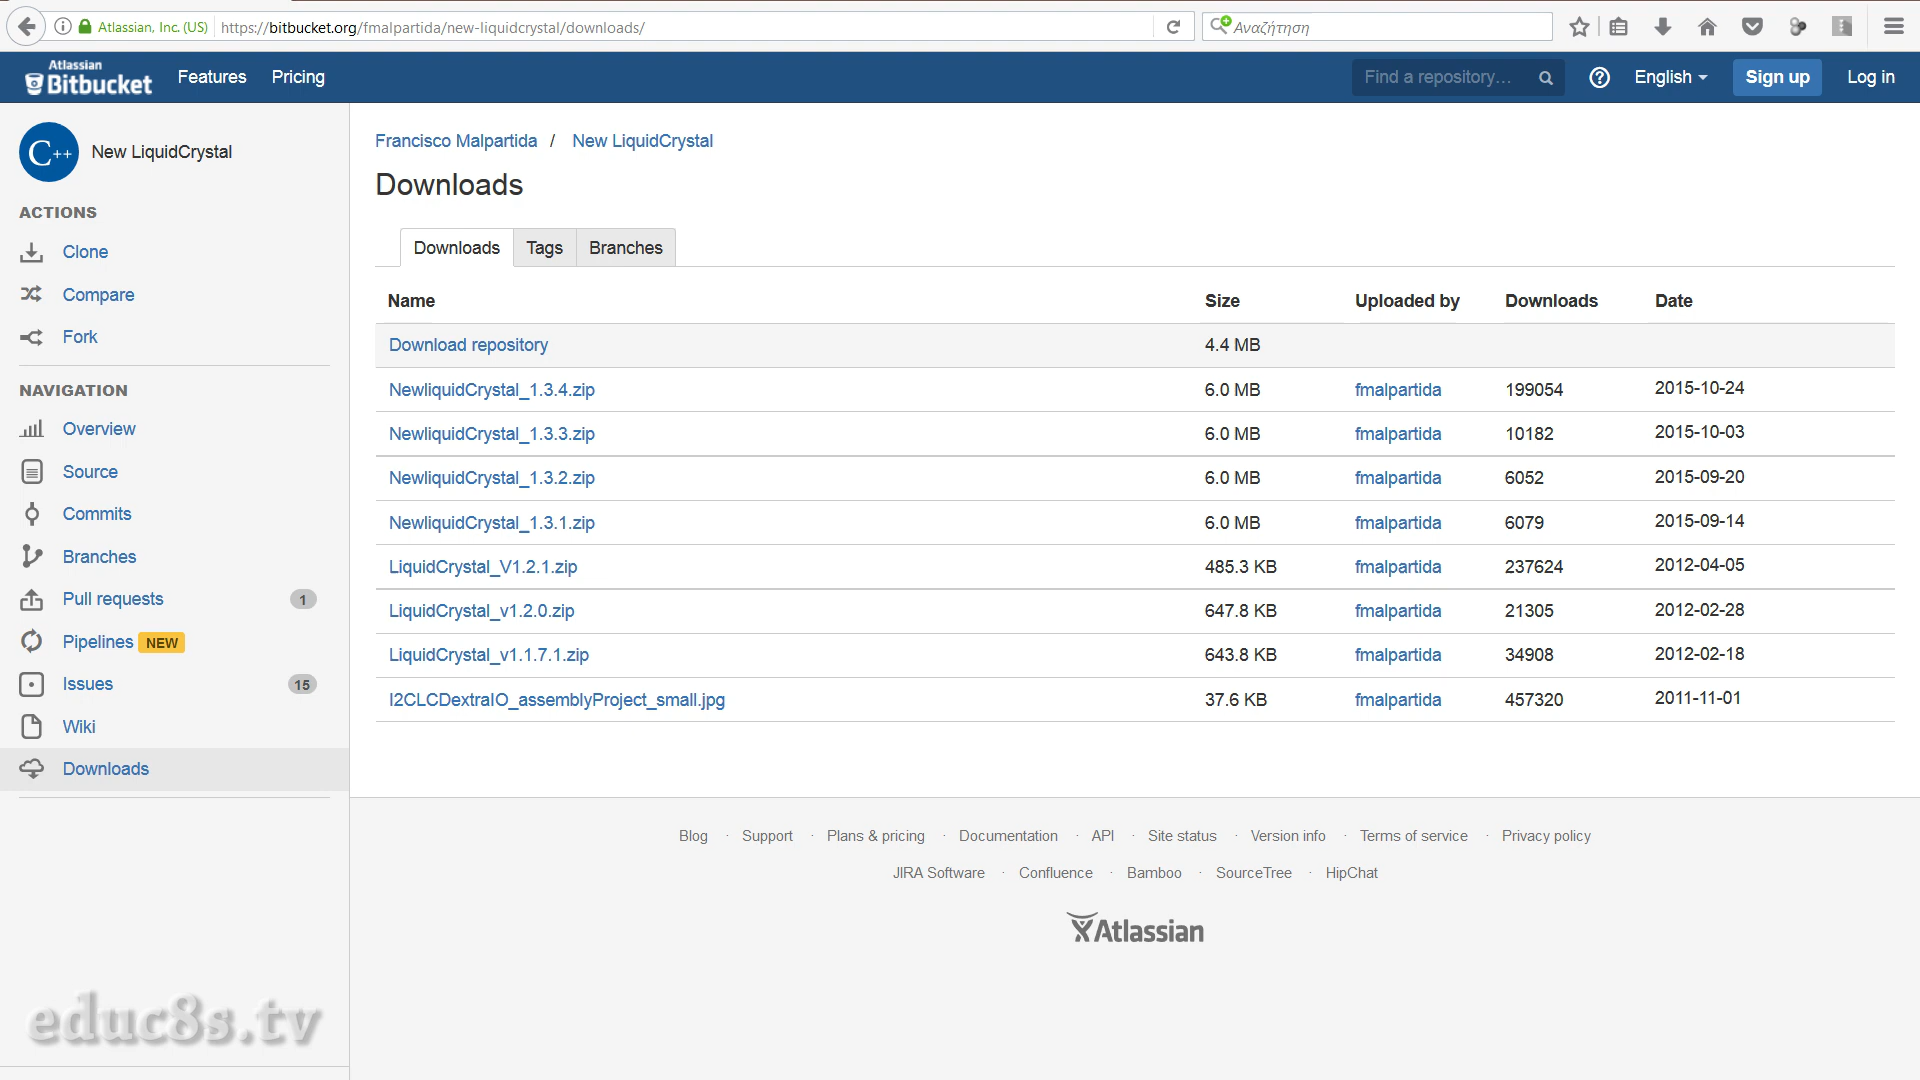 Atlassian, Inc. (US) https://bitbucket.org/fmalpartida/new-liquidcrystal/downloads/ Αναζήτηση
Atlassian Bitbucket Features Pricing Find a repository... English Sign up Log in
C++ New LiquidCrystal
ACTIONS
Clone
Compare
Fork
NAVIGATION
Overview
Source
Commits
Branches
Pull requests 1
Pipelines NEW
Issues 15
Wiki
Downloads
Francisco Malpartida / New LiquidCrystal
Downloads
Downloads Tags Branches
Name Size Uploaded by Downloads Date
Download repository 4.4 MB
NewliquidCrystal_1.3.4.zip 6.0 MB fmalpartida 199054 2015-10-24
NewliquidCrystal_1.3.3.zip 6.0 MB fmalpartida 10182 2015-10-03
NewliquidCrystal_1.3.2.zip 6.0 MB fmalpartida 6052 2015-09-20
NewliquidCrystal_1.3.1.zip 6.0 MB fmalpartida 6079 2015-09-14
LiquidCrystal_V1.2.1.zip 485.3 KB fmalpartida 237624 2012-04-05
LiquidCrystal_v1.2.0.zip 647.8 KB fmalpartida 21305 2012-02-28
LiquidCrystal_v1.1.7.1.zip 643.8 KB fmalpartida 34908 2012-02-18
I2CLCDextraIO_assemblyProject_small.jpg 37.6 KB fmalpartida 457320 2011-11-01
Blog · Support · Plans & pricing · Documentation · API · Site status · Version info · Terms of service · Privacy policy
JIRA Software · Confluence · Bamboo · SourceTree · HipChat
Atlassian
educ8s.tv